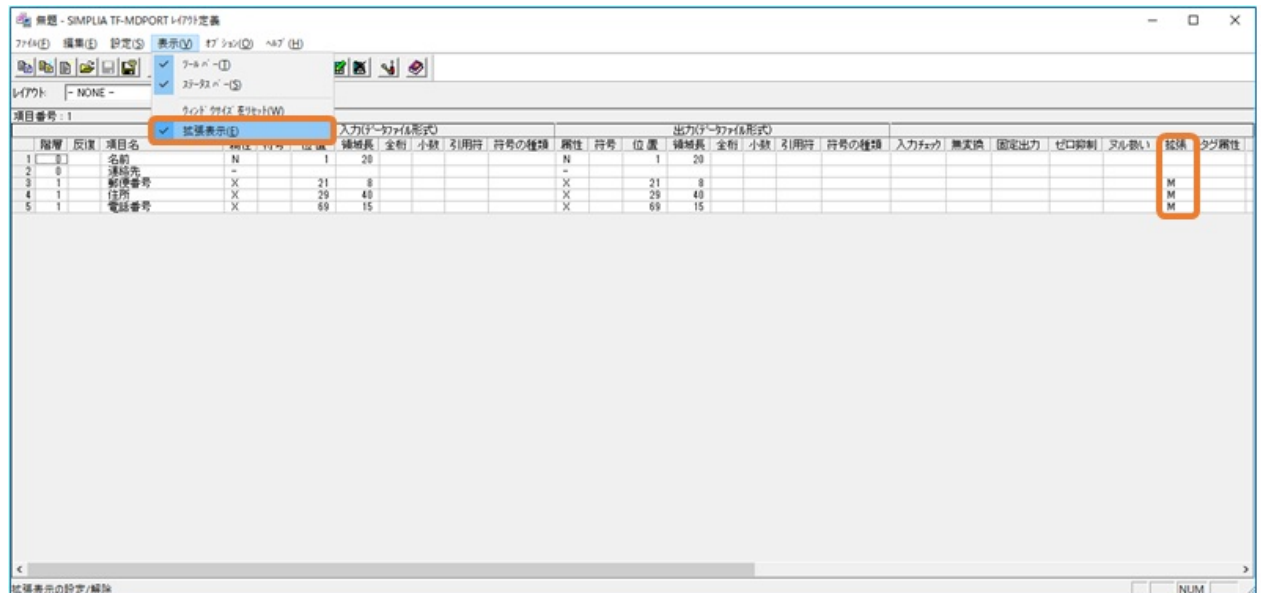 無題 - SIMPLIA TF-MDPORT ﾚｲｱｳﾄ定義
ﾌｧｲﾙ(F) 編集(E) 設定(S) 表示(V) ｵﾌﾟｼｮﾝ(O) ﾍﾙﾌﾟ(H)
ﾂｰﾙﾊﾞｰ(T)
ｽﾃｰﾀｽﾊﾞｰ(S)
ﾚｲｱｳﾄ: - NONE -
ｳｨﾝﾄﾞｳｻｲｽﾞをﾘｾｯﾄ(W)
項目番号 : 1
拡張表示(E)
入力(ﾃﾞｰﾀﾌｧｲﾙ形式) 出力(ﾃﾞｰﾀﾌｧｲﾙ形式)
階層 反復 項目名 属性 符号 位置 領域長 全桁 小数 引用符 符号の種類 属性 符号 位置 領域長 全桁 小数 引用符 符号の種類 入力ﾁｪｯｸ 無変換 固定出力 ゼロ抑制 ヌル扱い 拡張 タグ属性
1 0 名前 N 1 20 N 1 20
2 0 連絡先 - -
3 1 郵便番号 X 21 8 X 21 8 M
4 1 住所 X 29 40 X 29 40 M
5 1 電話番号 X 69 15 X 69 15 M
拡張表示の設定/解除 NUM